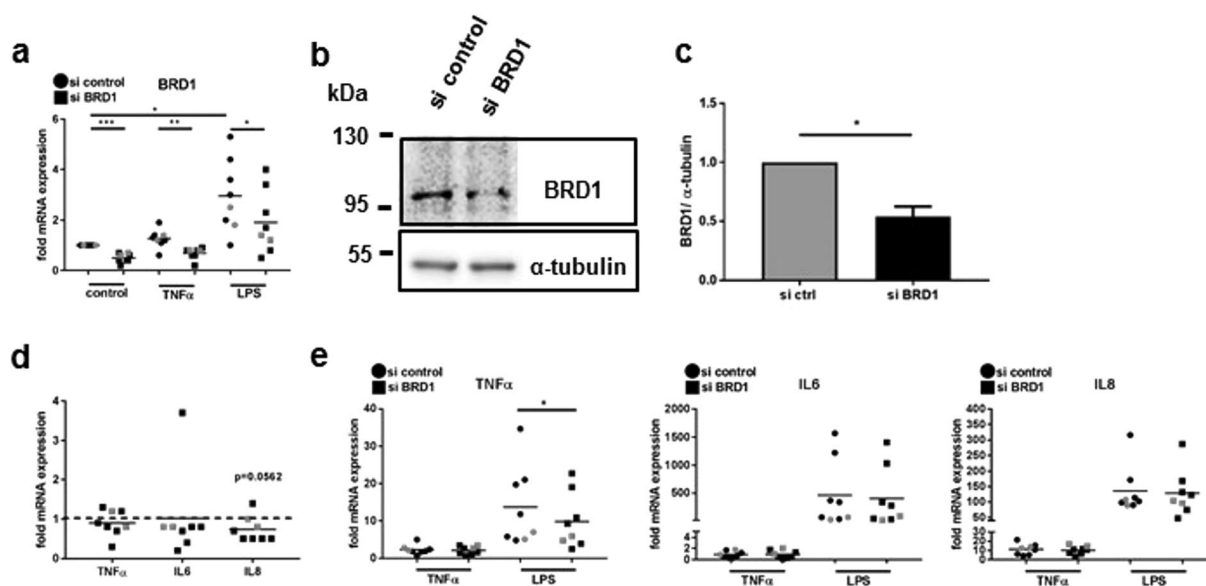 a
si control
si BRD1
BRD1
*
***
**
*
fold mRNA expression
6
4
2
0
control
TNFα
LPS
b
kDa
si control
si BRD1
130
95
55
BRD1
α-tubulin
c
BRD1/ α-tubulin
1.5
1.0
0.5
0.0
*
si ctrl
si BRD1
d
fold mRNA expression
4
3
2
1
0
p=0.0562
TNFα
IL6
IL8
e
si control
si BRD1
TNFα
fold mRNA expression
40
30
20
10
0
*
TNFα
LPS
si control
si BRD1
IL6
fold mRNA expression
2000
1500
1000
500
4
2
0
TNFα
LPS
si control
si BRD1
IL8
fold mRNA expression
400
300
200
100
20
10
0
TNFα
LPS